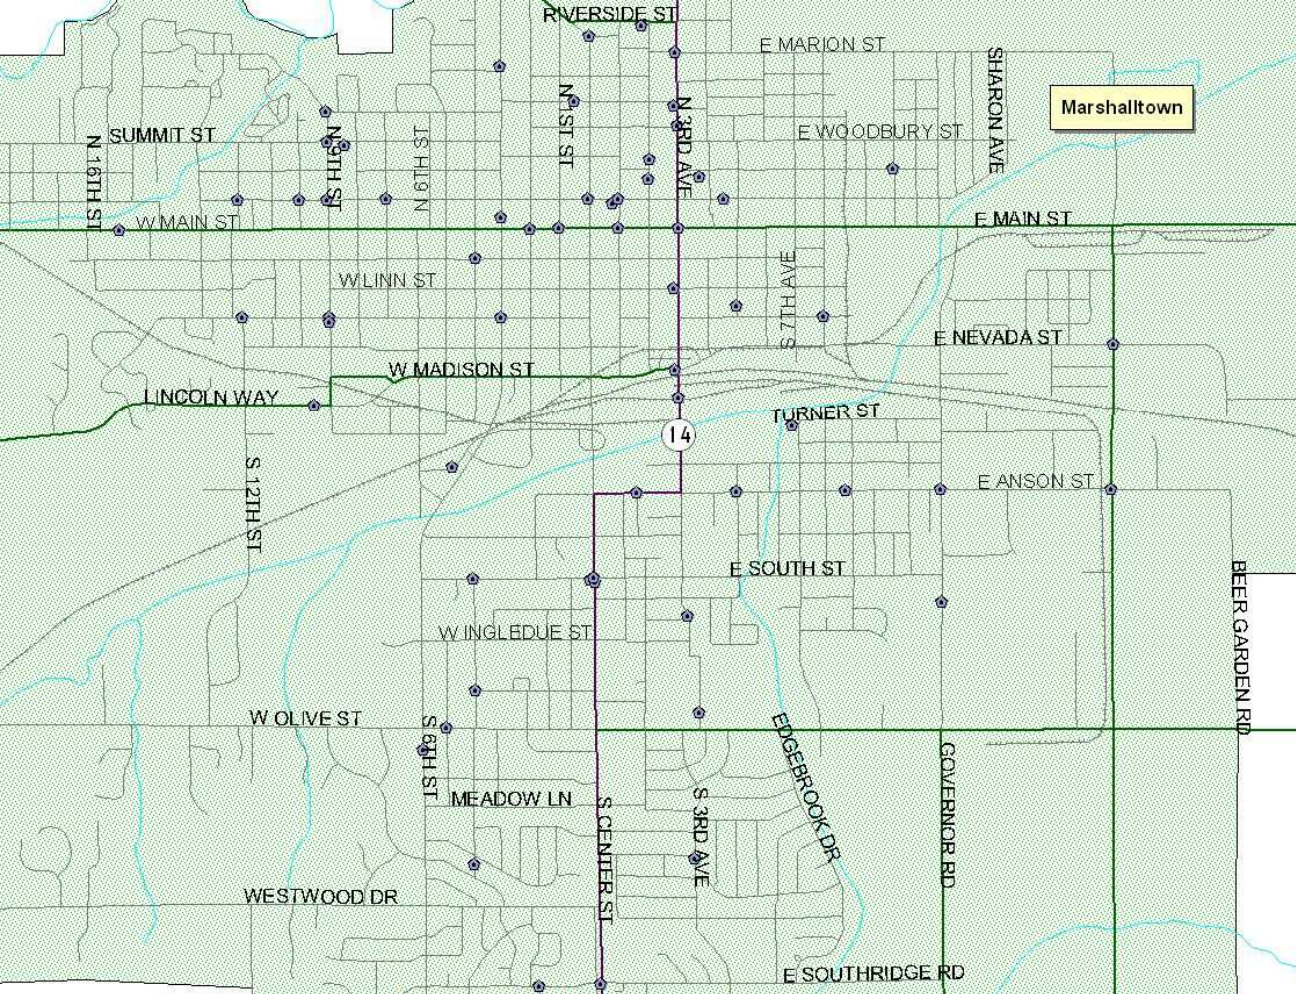 RIVERSIDE ST
E MARION ST
SHARON AVE
Marshalltown
N 1ST ST
N 3RD AVE
SUMMIT ST
N 16TH ST
N 9TH ST
N 6TH ST
E WOODBURY ST
W MAIN ST
E MAIN ST
W LINN ST
S 7TH AVE
E NEVADA ST
W MADISON ST
LINCOLN WAY
TURNER ST
14
S 12TH ST
E ANSON ST
E SOUTH ST
BEER GARDEN RD
W INGLEDUE ST
W OLIVE ST
S 6TH ST
EDGEBROOK DR
GOVERNOR RD
MEADOW LN
S CENTER ST
S 3RD AVE
WESTWOOD DR
E SOUTHRIDGE RD